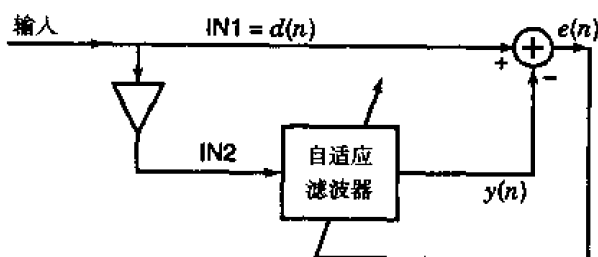 输入
IN1 = d(n)
e(n)
+
+
−
IN2
自适应
滤波器
y(n)